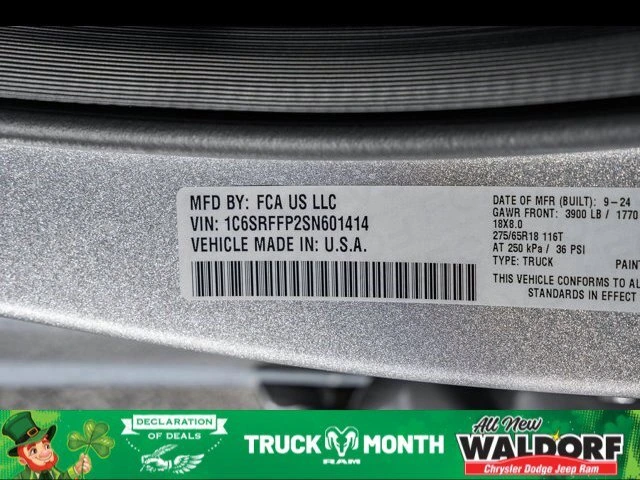 MFD BY: FCA US LLC
VIN: 1C6SRFFP2SN601414
VEHICLE MADE IN: U.S.A.
DATE OF MFR (BUILT): 9-24
GAWR FRONT: 3900 LB / 1770
18X8.0
275/65R18 116T
AT 250 kPa / 36 PSI
TYPE: TRUCK
PAIN
THIS VEHICLE CONFORMS TO AL
STANDARDS IN EFFECT
DECLARATION
OF DEALS
TRUCK MONTH
RAM
All New
WALDORF
Chrysler Dodge Jeep Ram